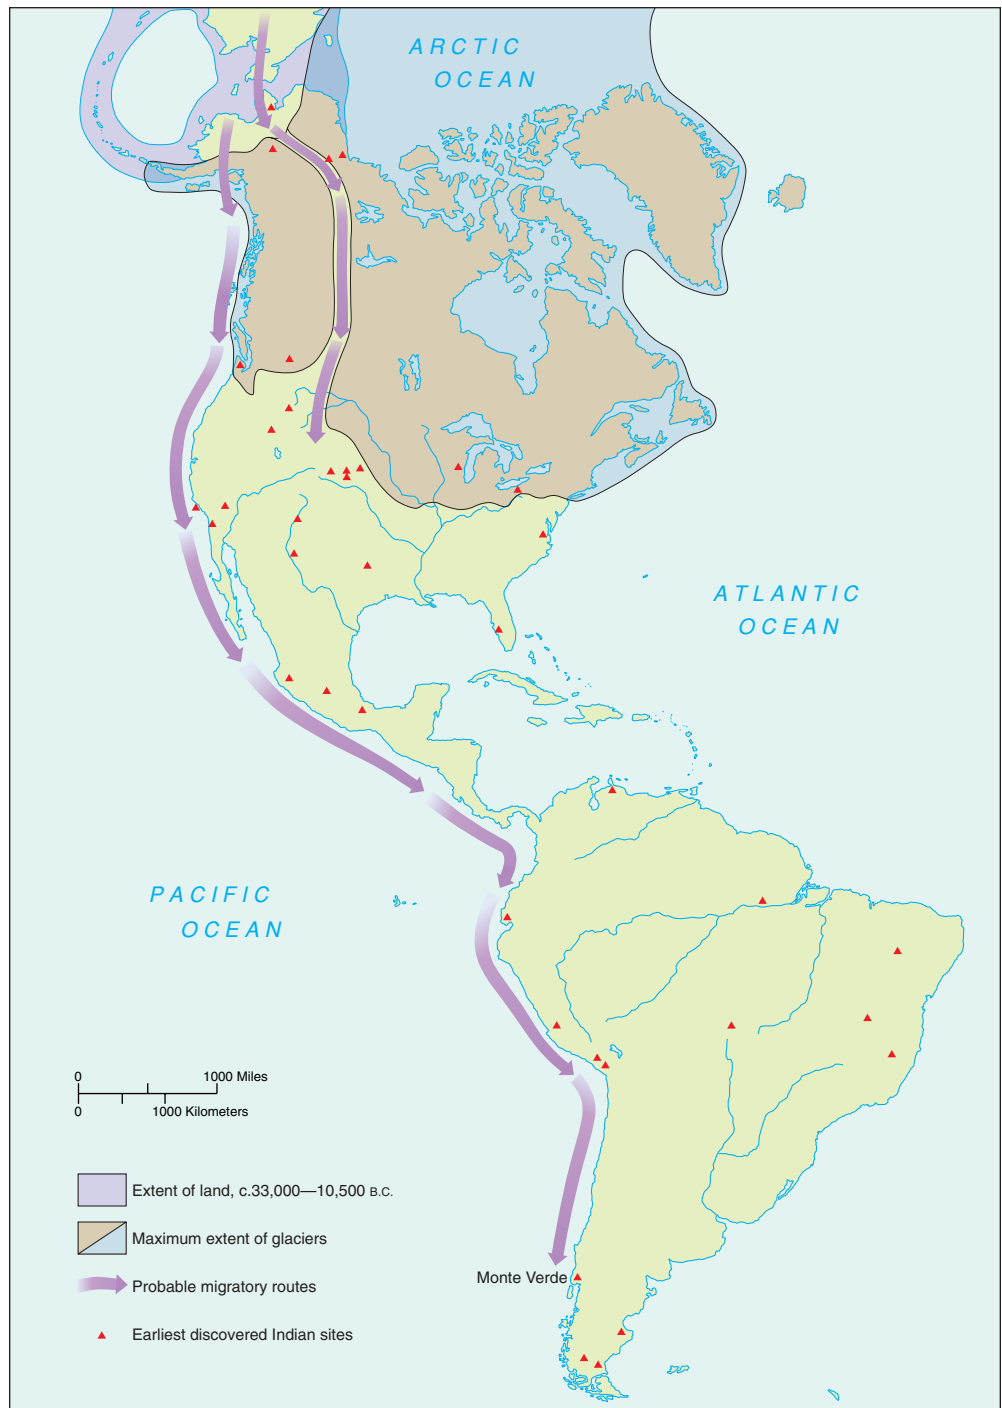 ARCTIC
OCEAN
ATLANTIC
OCEAN
PACIFIC
OCEAN
0 1000 Miles
0 1000 Kilometers
Extent of land, c.33,000—10,500 B.C.
Maximum extent of glaciers
Monte Verde
Probable migratory routes
Earliest discovered Indian sites